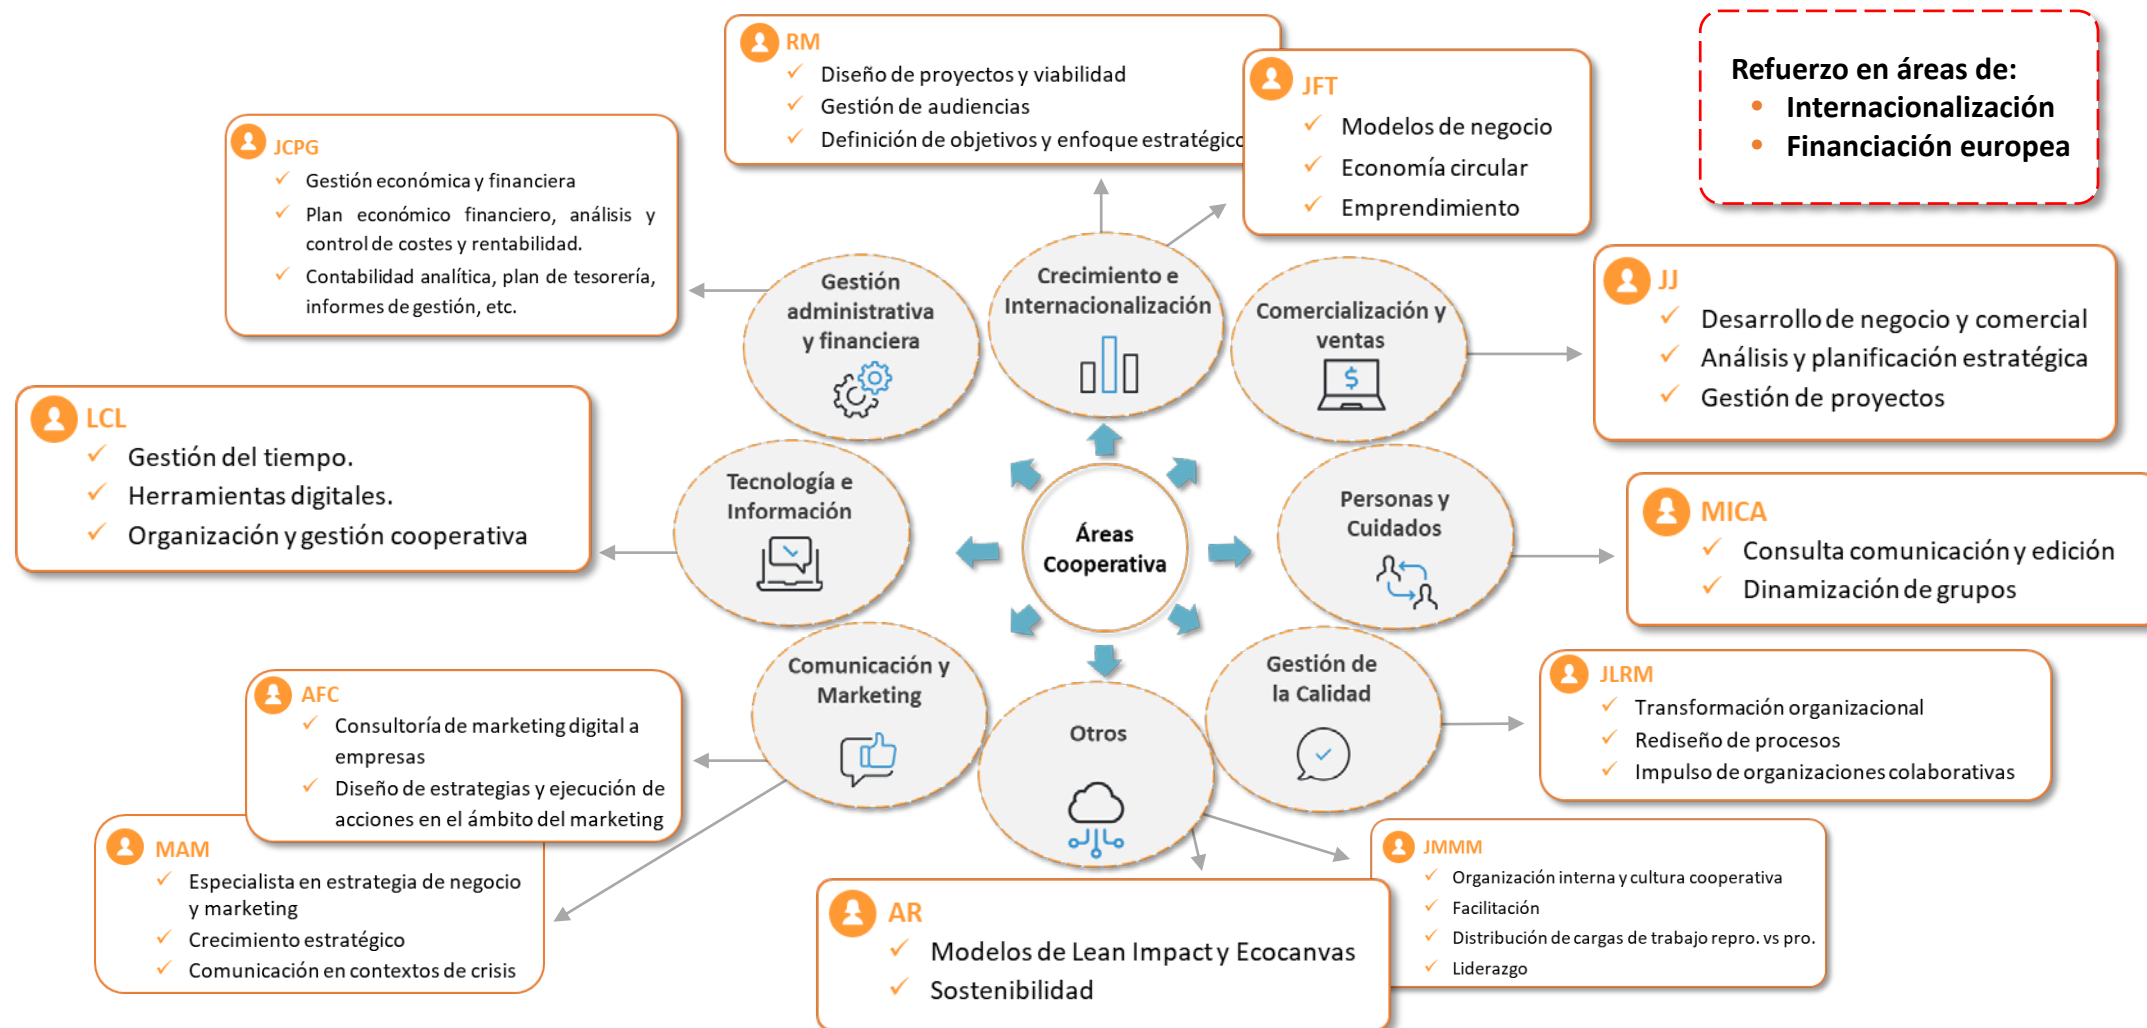 RM
Diseño de proyectos y viabilidad
Gestión de audiencias
Definición de objetivos y enfoque estratégico
JFT
Modelos de negocio
Economía circular
Emprendimiento
Refuerzo en áreas de:
Internacionalización
Financiación europea
JCPG
Gestión económica y financiera
Plan económico financiero, análisis y
control de costes y rentabilidad.
Contabilidad analítica, plan de tesorería,
informes de gestión, etc.
Gestión
administrativa
y financiera
Crecimiento e
Internacionalización
Comercialización y
ventas
$
JJ
Desarrollo de negocio y comercial
Análisis y planificación estratégica
Gestión de proyectos
LCL
Gestión del tiempo.
Herramientas digitales.
Organización y gestión cooperativa
Tecnología e
Información
Áreas
Cooperativa
Personas y
Cuidados
MICA
Consulta comunicación y edición
Dinamización de grupos
AFC
Consultoría de marketing digital a
empresas
Diseño de estrategias y ejecución de
acciones en el ámbito del marketing
Comunicación y
Marketing
Otros
Gestión de
la Calidad
JLRM
Transformación organizacional
Rediseño de procesos
Impulso de organizaciones colaborativas
MAM
Especialista en estrategia de negocio
y marketing
Crecimiento estratégico
Comunicación en contextos de crisis
AR
Modelos de Lean Impact y Ecocanvas
Sostenibilidad
JMMM
Organización interna y cultura cooperativa
Facilitación
Distribución de cargas de trabajo repro. vs pro.
Liderazgo